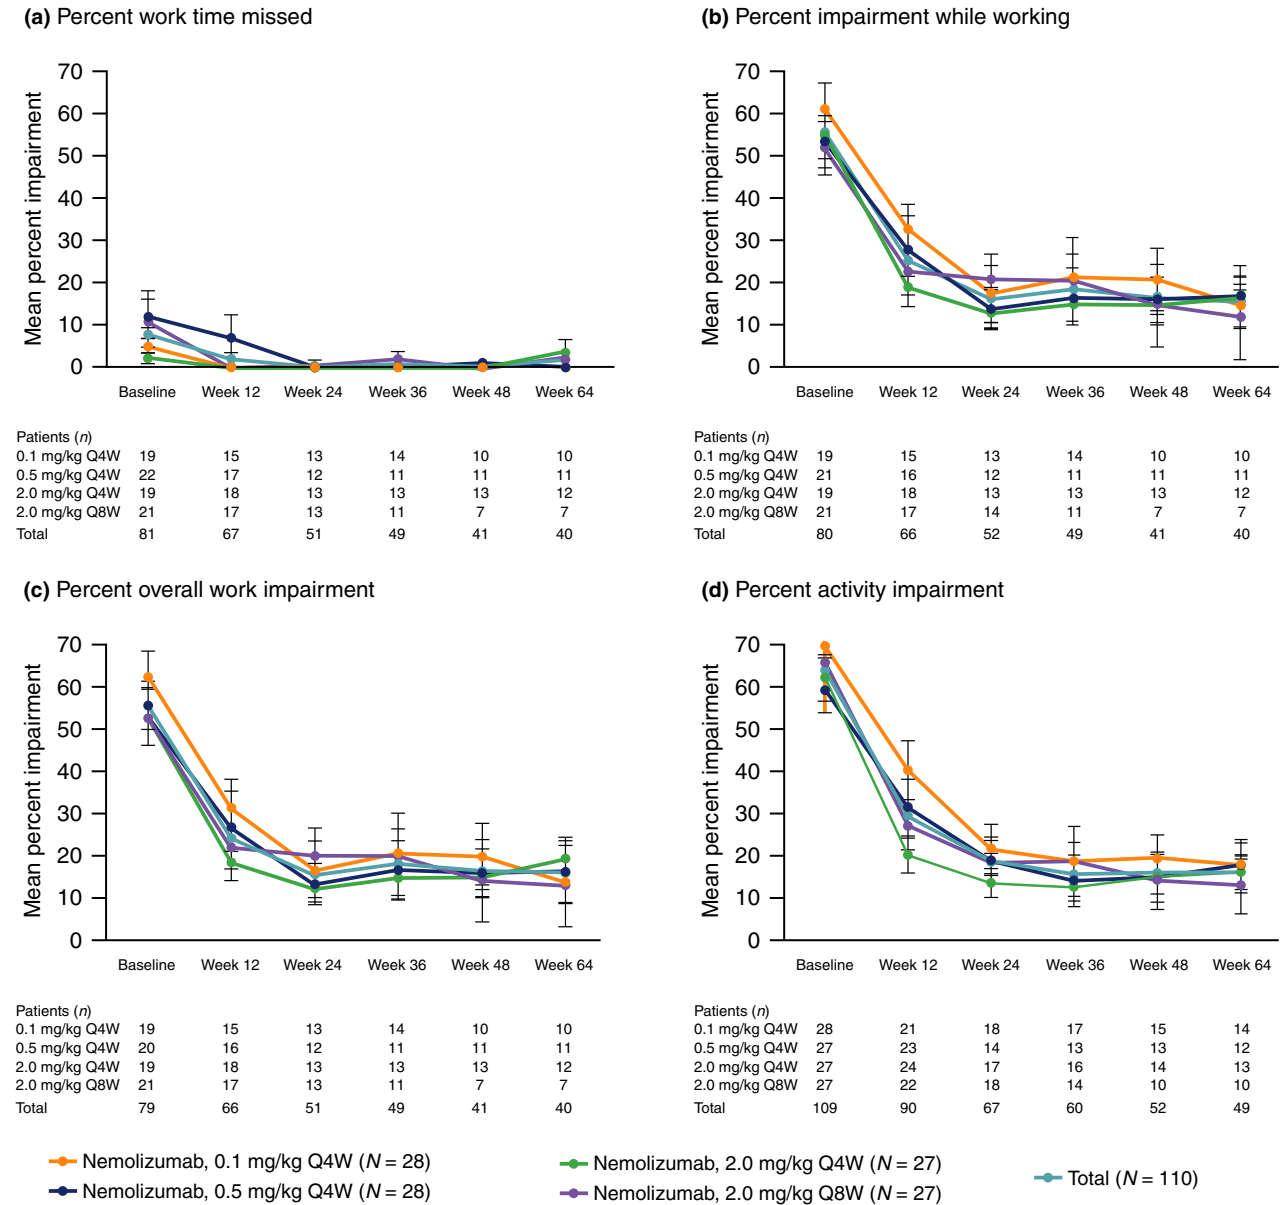 (a) Percent work time missed
Mean percent impairment
70
60
50
40
30
20
10
0
Baseline Week 12 Week 24 Week 36 Week 48 Week 64
Patients (n)
0.1 mg/kg Q4W 19 15 13 14 10 10
0.5 mg/kg Q4W 22 17 12 11 11 11
2.0 mg/kg Q4W 19 18 13 13 13 12
2.0 mg/kg Q8W 21 17 13 11 7 7
Total 81 67 51 49 41 40
(b) Percent impairment while working
Mean percent impairment
70
60
50
40
30
20
10
0
Baseline Week 12 Week 24 Week 36 Week 48 Week 64
Patients (n)
0.1 mg/kg Q4W 19 15 13 14 10 10
0.5 mg/kg Q4W 21 16 12 11 11 11
2.0 mg/kg Q4W 19 18 13 13 13 12
2.0 mg/kg Q8W 21 17 14 11 7 7
Total 80 66 52 49 41 40
(c) Percent overall work impairment
Mean percent impairment
70
60
50
40
30
20
10
0
Baseline Week 12 Week 24 Week 36 Week 48 Week 64
Patients (n)
0.1 mg/kg Q4W 19 15 13 14 10 10
0.5 mg/kg Q4W 20 16 12 11 11 11
2.0 mg/kg Q4W 19 18 13 13 13 12
2.0 mg/kg Q8W 21 17 13 11 7 7
Total 79 66 51 49 41 40
(d) Percent activity impairment
Mean percent impairment
70
60
50
40
30
20
10
0
Baseline Week 12 Week 24 Week 36 Week 48 Week 64
Patients (n)
0.1 mg/kg Q4W 28 21 18 17 15 14
0.5 mg/kg Q4W 27 23 14 13 13 12
2.0 mg/kg Q4W 27 24 17 16 14 13
2.0 mg/kg Q8W 27 22 18 14 10 10
Total 109 90 67 60 52 49
Nemolizumab, 0.1 mg/kg Q4W (N = 28)
Nemolizumab, 0.5 mg/kg Q4W (N = 28)
Nemolizumab, 2.0 mg/kg Q4W (N = 27)
Nemolizumab, 2.0 mg/kg Q8W (N = 27)
Total (N = 110)